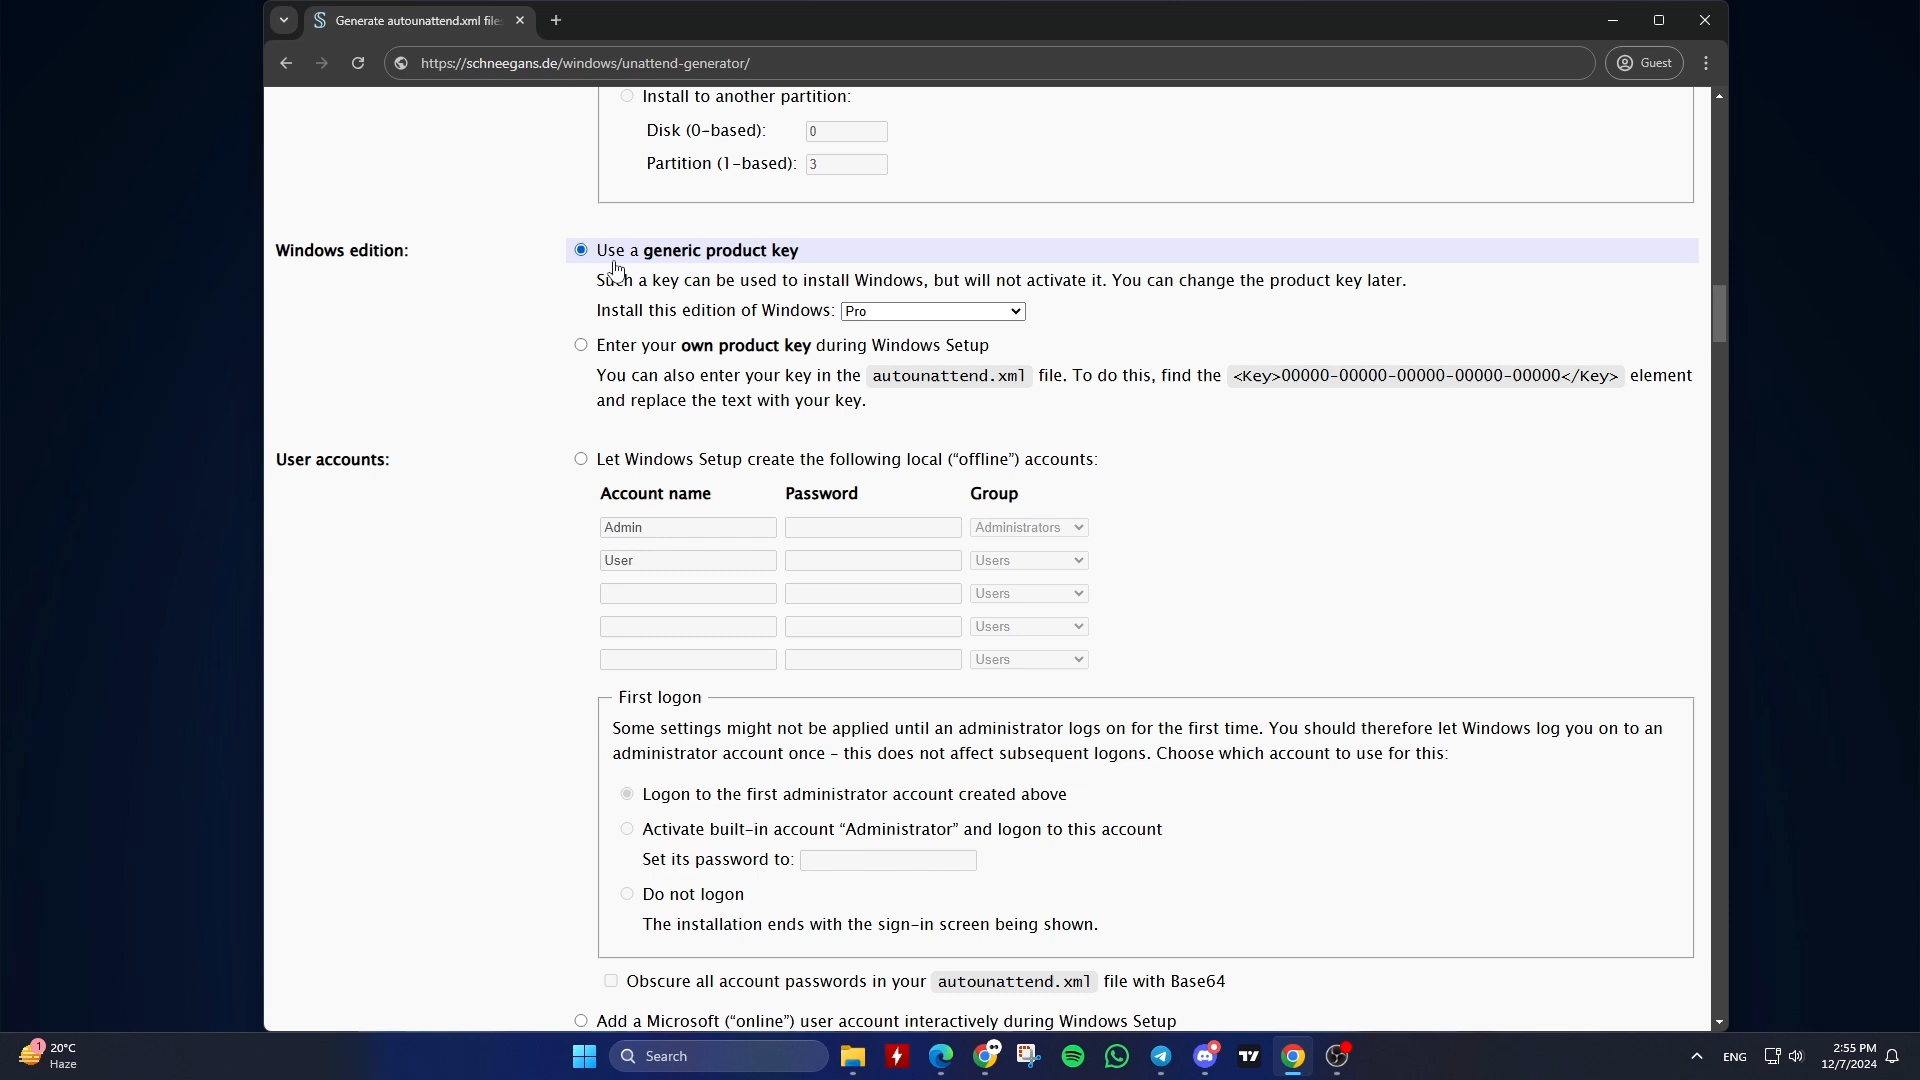 Generate autounattend.xml file
https://schneegans.de/windows/unattend-generator/
Guest
Install to another partition:
Disk (0-based): 0
Partition (1-based): 3
Windows edition:
Use a generic product key
Such a key can be used to install Windows, but will not activate it. You can change the product key later.
Install this edition of Windows: Pro
Enter your own product key during Windows Setup
You can also enter your key in the autounattend.xml file. To do this, find the <Key>00000-00000-00000-00000-00000</Key> element
and replace the text with your key.
User accounts:
Let Windows Setup create the following local (“offline”) accounts:
Account name Password Group
Admin Administrators
User Users
Users
Users
Users
First logon
Some settings might not be applied until an administrator logs on for the first time. You should therefore let Windows log you on to an
administrator account once – this does not affect subsequent logons. Choose which account to use for this:
Logon to the first administrator account created above
Activate built-in account “Administrator” and logon to this account
Set its password to:
Do not logon
The installation ends with the sign-in screen being shown.
Obscure all account passwords in your autounattend.xml file with Base64
Add a Microsoft (“online”) user account interactively during Windows Setup
1
20°C
Haze
Search
ENG
2:55 PM
12/7/2024